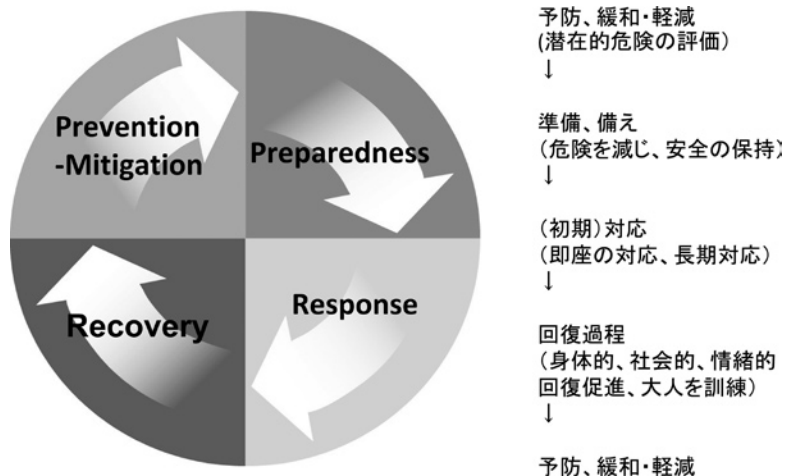 Prevention
-Mitigation
Preparedness
Response
Recovery
予防、緩和・軽減
(潜在的危険の評価)
↓
準備、備え
(危険を減じ、安全の保持)
↓
(初期)対応
(即座の対応、長期対応)
↓
回復過程
(身体的、社会的、情緒的
回復促進、大人を訓練)
↓
予防、緩和・軽減